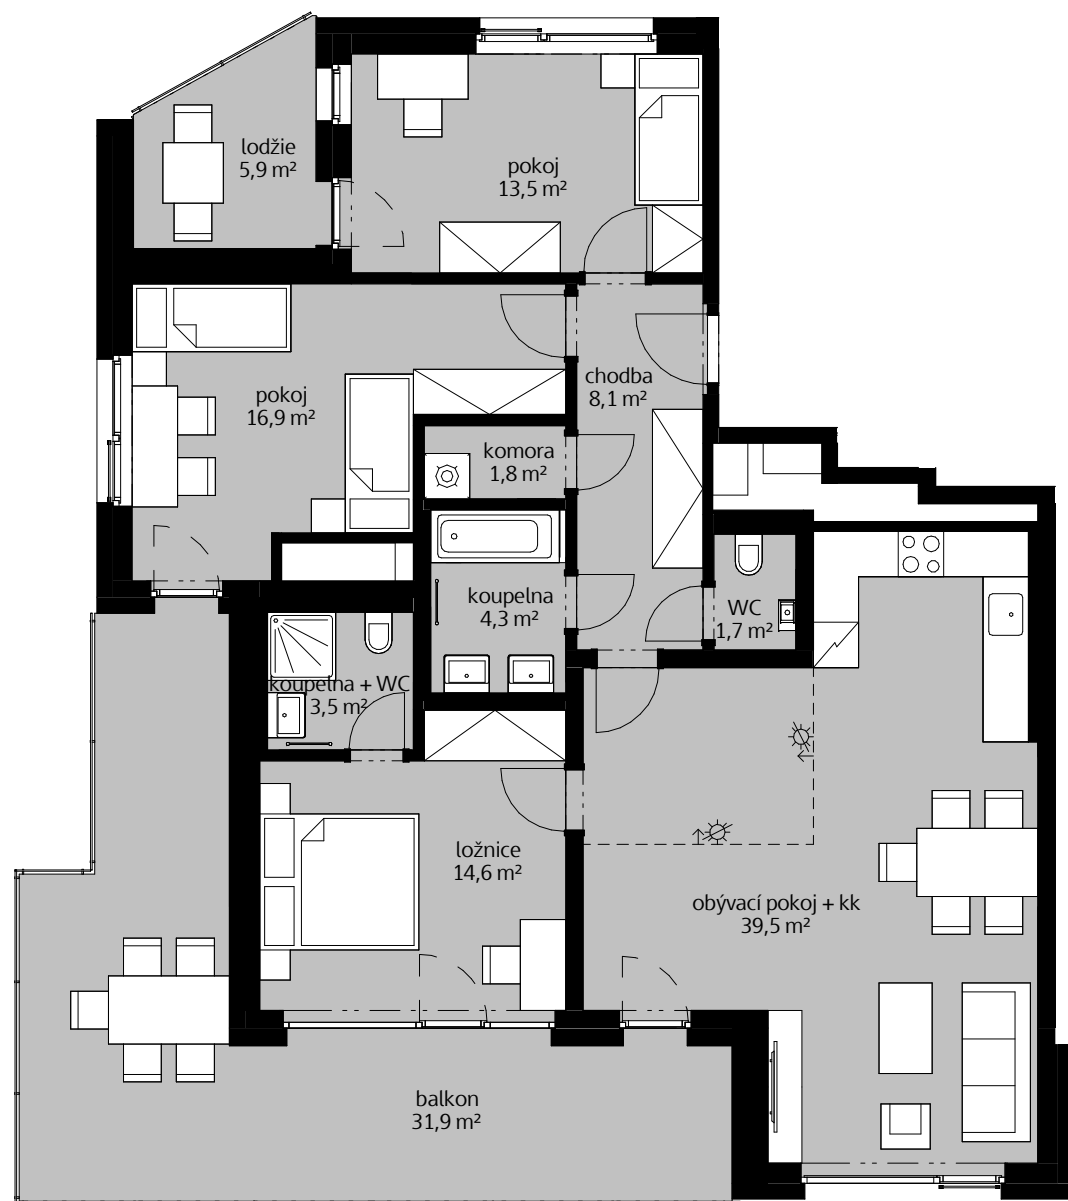 lodžie
5,9 m²
pokoj
13,5 m²
chodba
8,1 m²
pokoj
16,9 m²
komora
1,8 m²
koupelna
4,3 m²
WC
1,7 m²
koupelna + WC
3,5 m²
ložnice
14,6 m²
obývací pokoj + kk
39,5 m²
balkon
31,9 m²